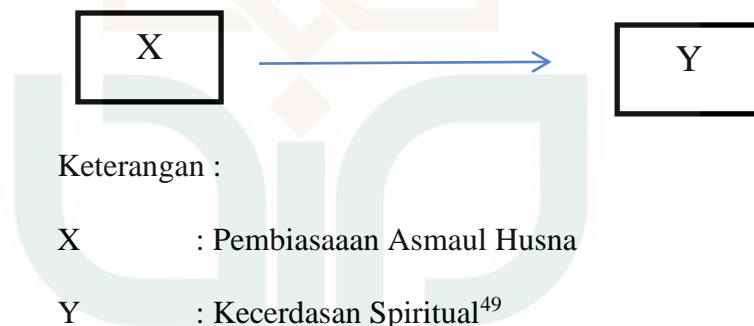 X Y
Keterangan :
X : Pembiasaaan Asmaul Husna
Y : Kecerdasan Spiritual49